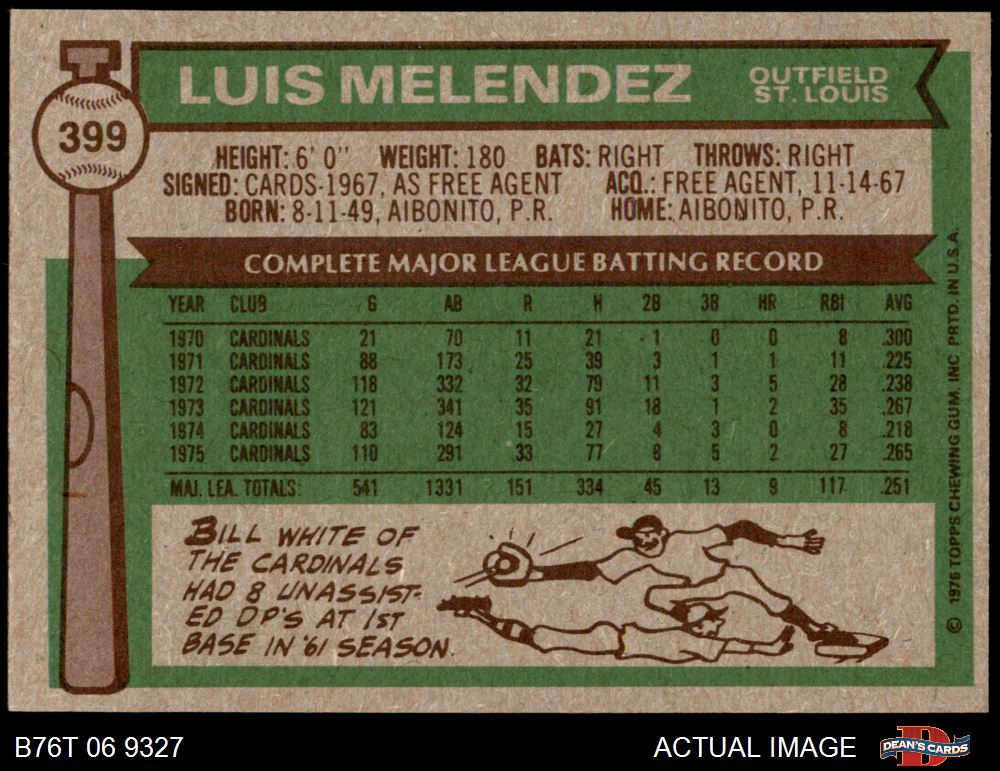 399
LUIS MELENDEZ
OUTFIELD
ST. LOUIS
HEIGHT: 6' 0" WEIGHT: 180 BATS: RIGHT THROWS: RIGHT
SIGNED: CARDS-1967, AS FREE AGENT ACQ.: FREE AGENT, 11-14-67
BORN: 8-11-49, AIBONITO, P.R. HOME: AIBONITO, P.R.
COMPLETE MAJOR LEAGUE BATTING RECORD
YEAR CLUB G AB R H 2B 3B HR RBI AVG
1970 CARDINALS 21 70 11 21 1 0 0 8 .300
1971 CARDINALS 88 173 25 39 3 1 1 11 .225
1972 CARDINALS 118 332 32 79 11 3 5 28 .238
1973 CARDINALS 121 341 35 91 18 1 2 35 .267
1974 CARDINALS 83 124 15 27 4 3 0 8 .218
1975 CARDINALS 110 291 33 77 8 5 2 27 .265
MAJ. LEA. TOTALS: 541 1331 151 334 45 13 9 117 .251
BILL WHITE OF
THE CARDINALS
HAD 8 UNASSIST-
ED DP'S AT 1ST
BASE IN '61 SEASON.
© 1976 TOPPS CHEWING GUM, INC PRTD. IN U.S.A.
B76T 06 9327
ACTUAL IMAGE
DEAN'S CARDS